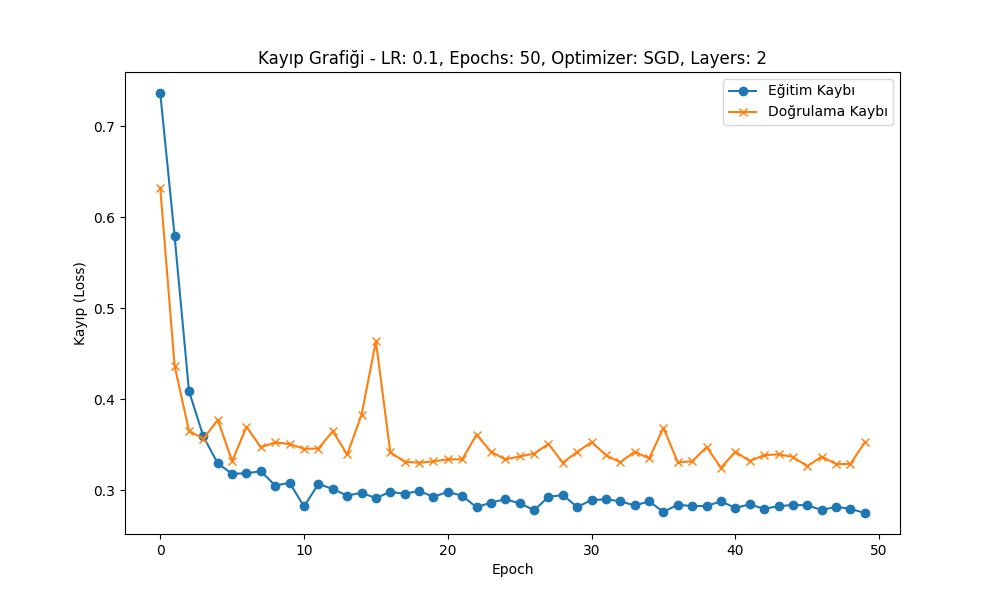 Kayıp Grafiği - LR: 0.1, Epochs: 50, Optimizer: SGD, Layers: 2
Eğitim Kaybı
Doğrulama Kaybı
Kayıp (Loss)
0.7
0.6
0.5
0.4
0.3
0 10 20 30 40 50
Epoch